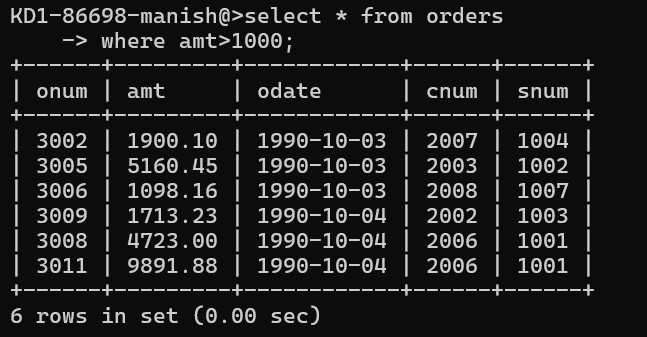 KD1-86698-manish@>select * from orders
    -> where amt>1000;
+------+---------+------------+------+------+
| onum | amt     | odate      | cnum | snum |
+------+---------+------------+------+------+
| 3002 | 1900.10 | 1990-10-03 | 2007 | 1004 |
| 3005 | 5160.45 | 1990-10-03 | 2003 | 1002 |
| 3006 | 1098.16 | 1990-10-03 | 2008 | 1007 |
| 3009 | 1713.23 | 1990-10-04 | 2002 | 1003 |
| 3008 | 4723.00 | 1990-10-04 | 2006 | 1001 |
| 3011 | 9891.88 | 1990-10-04 | 2006 | 1001 |
+------+---------+------------+------+------+
6 rows in set (0.00 sec)